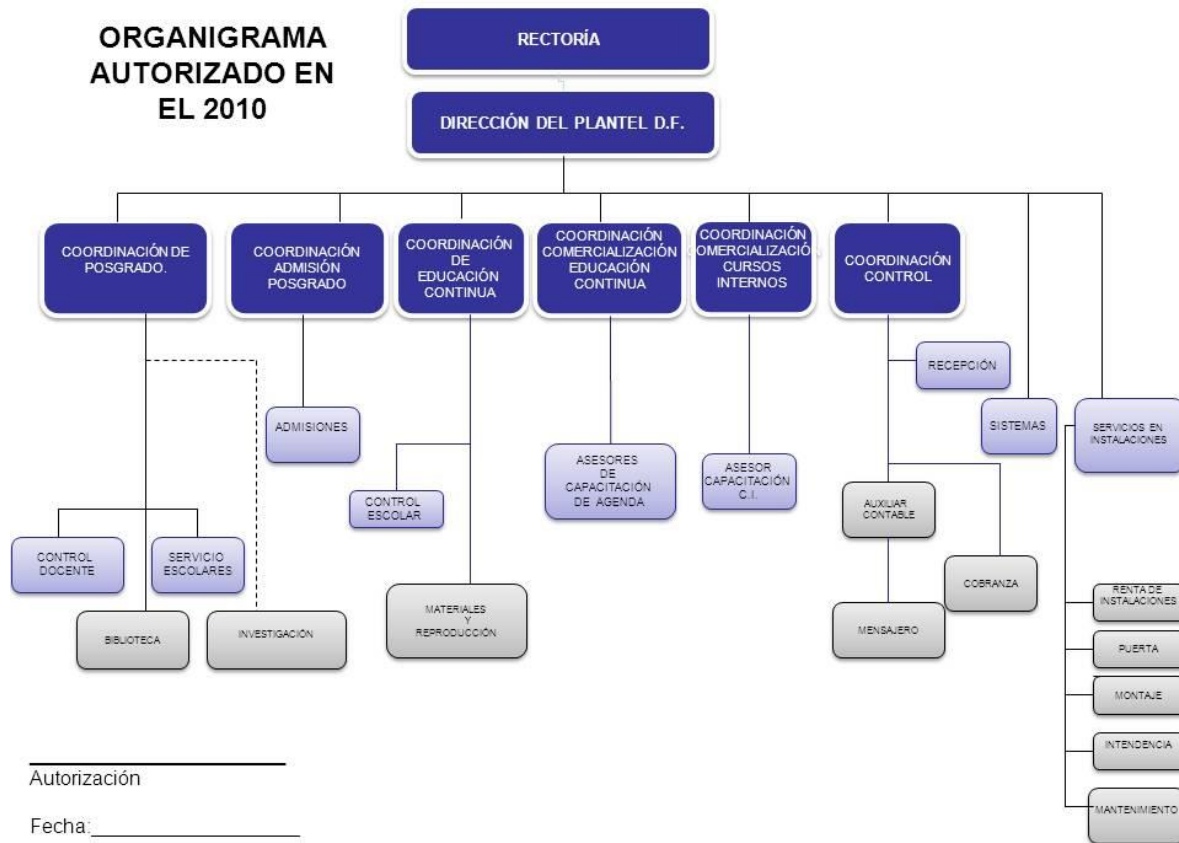 ORGANIGRAMA
AUTORIZADO EN
EL 2010
RECTORÍA
DIRECCIÓN DEL PLANTEL D.F.
COORDINACIÓN DE
POSGRADO.
COORDINACIÓN
ADMISIÓN
POSGRADO
COORDINACIÓN
DE
EDUCACIÓN
CONTINUA
COORDINACIÓN
COMERCIALIZACIÓN
EDUCACIÓN
CONTINUA
COORDINACIÓN
COMERCIALIZACIÓ
CURSOS
INTERNOS
COORDINACIÓN
CONTROL
RECEPCIÓN
ADMISIONES
SISTEMAS
SERVICIOS EN
INSTALACIONES
CONTROL
ESCOLAR
ASESORES
DE
CAPACITACIÓN
DE AGENDA
ASESOR
CAPACITACIÓN
C.I.
AUXILIAR
CONTABLE
CONTROL
DOCENTE
SERVICIO
ESCOLARES
COBRANZA
BIBLIOTECA
INVESTIGACIÓN
MATERIALES
Y
REPRODUCCIÓN
MENSAJERO
RENTA DE
INSTALACIONES
PUERTA
MONTAJE
INTENDENCIA
MANTENIMIENTO
Autorización
Fecha: